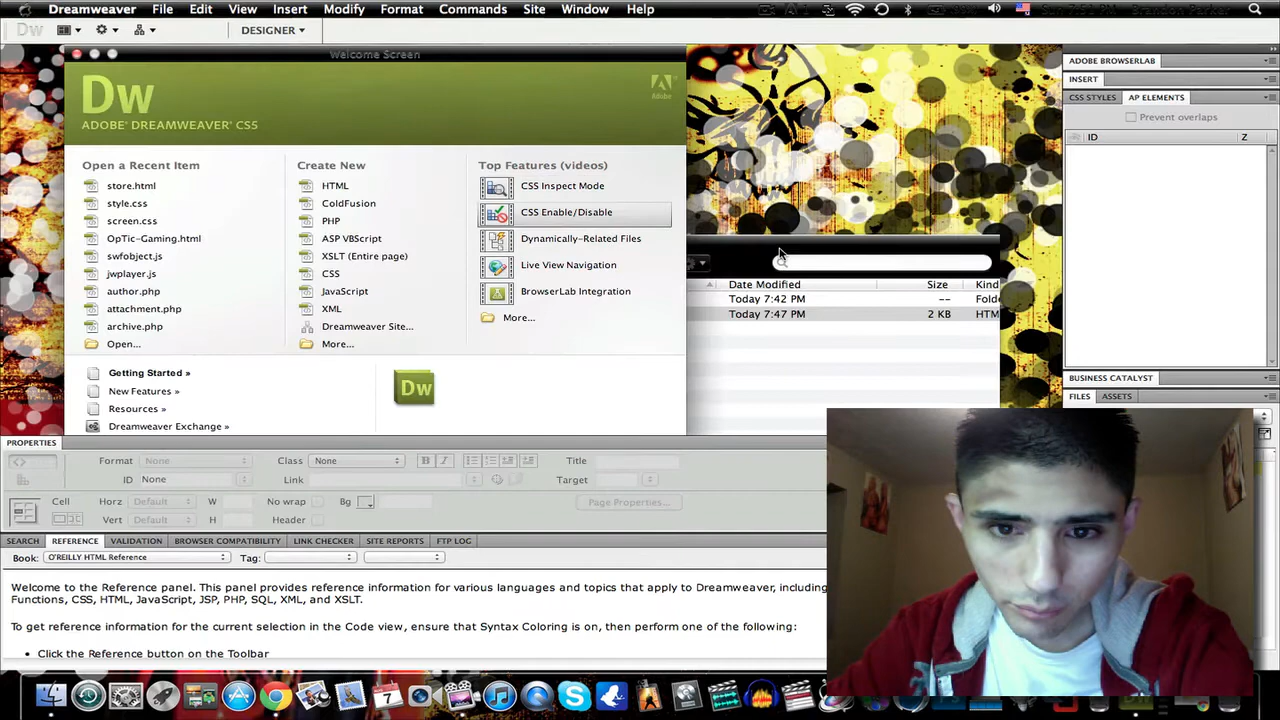 Dreamweaver File Edit View Insert Modify Format Commands Site Window Help Sun 7:51 PM Brandon Parker
Dw DESIGNER
Welcome Screen
Dw
ADOBE® DREAMWEAVER® CS5
Adobe
Open a Recent Item
store.html
style.css
screen.css
OpTic-Gaming.html
swfobject.js
jwplayer.js
author.php
attachment.php
archive.php
Open...
Create New
HTML
ColdFusion
PHP
ASP VBScript
XSLT (Entire page)
CSS
JavaScript
XML
Dreamweaver Site...
More...
Top Features (videos)
CSS Inspect Mode
CSS Enable/Disable
Dynamically-Related Files
Live View Navigation
BrowserLab Integration
More...
Getting Started »
New Features »
Resources »
Dreamweaver Exchange »
Dw
Date Modified Size Kind
Today 7:42 PM -- Folde
Today 7:47 PM 2 KB HTM
ADOBE BROWSERLAB
INSERT
CSS STYLES AP ELEMENTS
Prevent overlaps
ID Z
BUSINESS CATALYST
FILES ASSETS
PROPERTIES
Format None Class None B I Title
ID None Link Target
Cell Horz Default W No wrap Bg Page Properties...
Vert Default H Header
SEARCH REFERENCE VALIDATION BROWSER COMPATIBILITY LINK CHECKER SITE REPORTS FTP LOG
Book: O'REILLY HTML Reference Tag:
Welcome to the Reference panel. This panel provides reference information for various languages and topics that apply to Dreamweaver, including
Functions, CSS, HTML, JavaScript, JSP, PHP, SQL, XML, and XSLT.
To get reference information for the current selection in the Code view, ensure that Syntax Coloring is on, then perform one of the following:
• Click the Reference button on the Toolbar
7